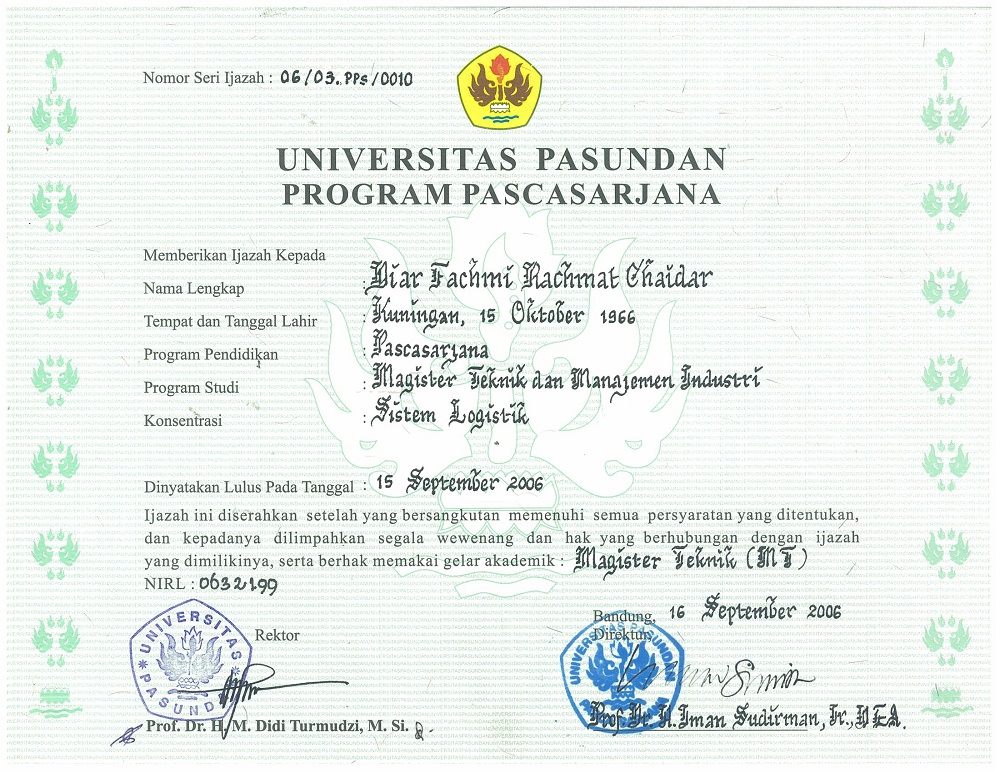 Nomor Seri Ijazah : 06/03.PPs/0010
UNIVERSITAS PASUNDAN
PROGRAM PASCASARJANA
Memberikan Ijazah Kepada
Nama Lengkap : Diar Fachmi Rachmat Chaidar
Tempat dan Tanggal Lahir : Kuningan, 15 Oktober 1966
Program Pendidikan : Pascasarjana
Program Studi : Magister Teknik dan Manajemen Industri
Konsentrasi : Sistem Logistik
Dinyatakan Lulus Pada Tanggal : 15 September 2006
Ijazah ini diserahkan setelah yang bersangkutan memenuhi semua persyaratan yang ditentukan,
dan kepadanya dilimpahkan segala wewenang dan hak yang berhubungan dengan ijazah
yang dimilikinya, serta berhak memakai gelar akademik : Magister Teknik (MT)
NIRL : 0632199
Bandung, 16 September 2006
Rektor
Direktur,
UNIVERSITAS PASUNDAN
UNIVERSITAS PASUNDAN
Prof. Dr. H. M. Didi Turmudzi, M. Si.
Prof. Dr. H. Iman Sudirman, Ir., DEA.